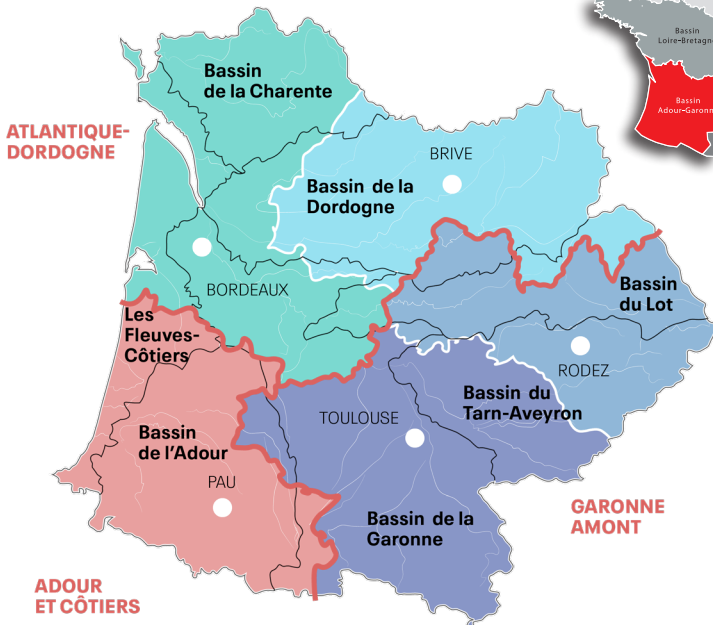 Bassin
Loire-Bretagne
Bassin
Adour-Garonne
Bassin
de la Charente
ATLANTIQUE-
DORDOGNE
BRIVE
Bassin de la
Dordogne
BORDEAUX
Bassin
du Lot
Les
Fleuves-
Côtiers
RODEZ
Bassin du
Tarn-Aveyron
TOULOUSE
Bassin
de l'Adour
PAU
GARONNE
AMONT
Bassin de la
Garonne
ADOUR
ET CÔTIERS